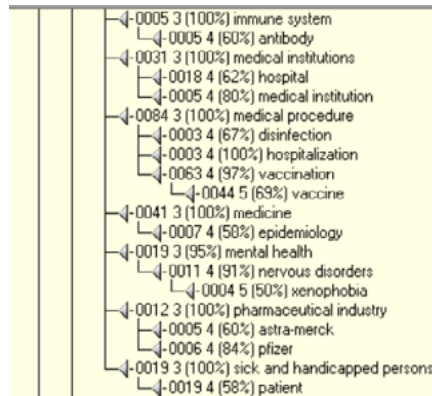 0005 3 (100%) immune system
0005 4 (60%) antibody
0031 3 (100%) medical institutions
0018 4 (62%) hospital
0005 4 (80%) medical institution
0084 3 (100%) medical procedure
0003 4 (67%) disinfection
0003 4 (100%) hospitalization
0063 4 (97%) vaccination
0044 5 (69%) vaccine
0041 3 (100%) medicine
0007 4 (58%) epidemiology
0019 3 (95%) mental health
0011 4 (91%) nervous disorders
0004 5 (50%) xenophobia
0012 3 (100%) pharmaceutical industry
0005 4 (60%) astra-merck
0006 4 (84%) pfizer
0019 3 (100%) sick and handicapped persons
0019 4 (58%) patient